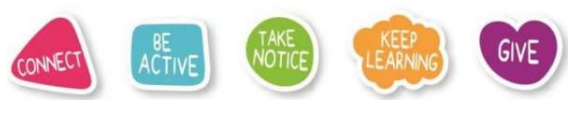 CONNECT
BE
ACTIVE
TAKE
NOTICE
KEEP
LEARNING
GIVE